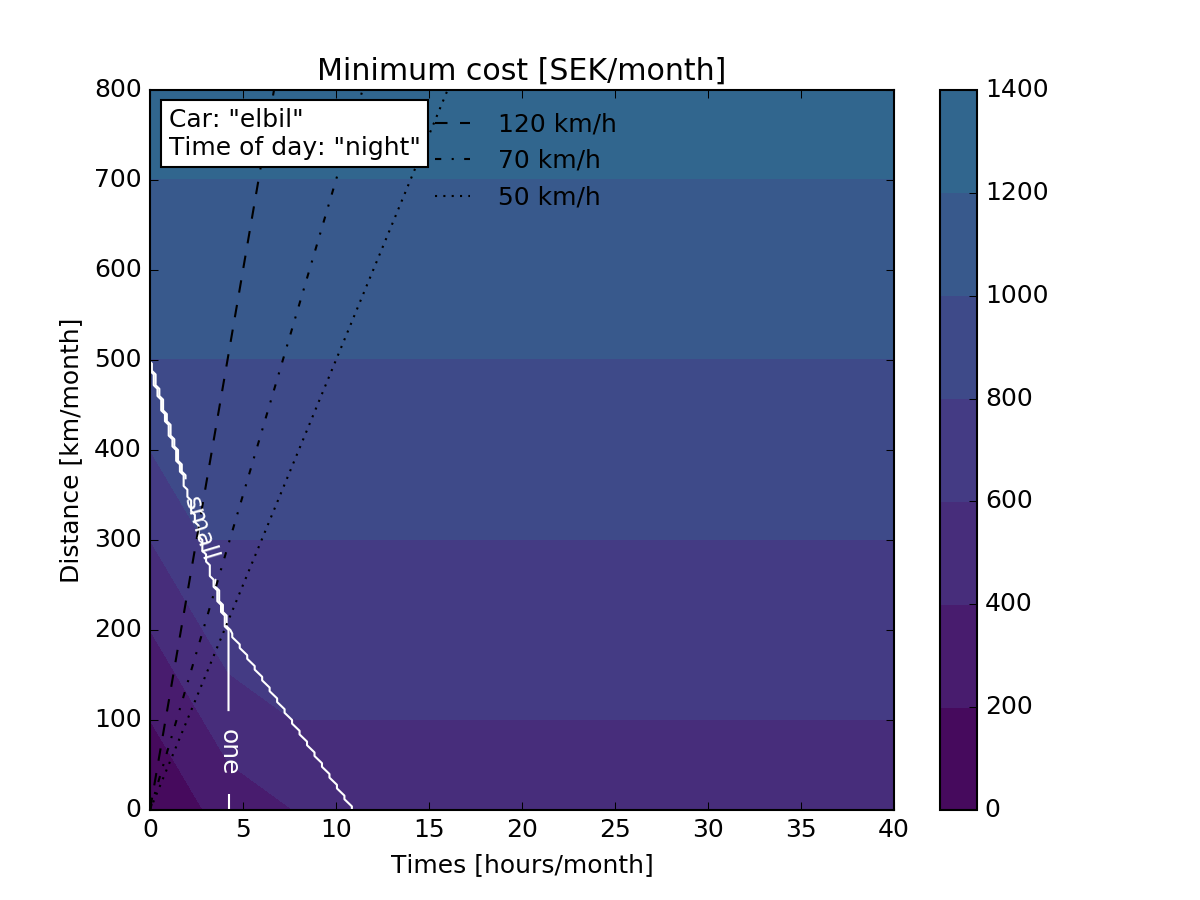 Minimum cost [SEK/month]
Car: "elbil"
Time of day: "night"
120 km/h
70 km/h
50 km/h
small
one
Distance [km/month]
800
700
600
500
400
300
200
100
0
0 5 10 15 20 25 30 35 40
Times [hours/month]
1400
1200
1000
800
600
400
200
0